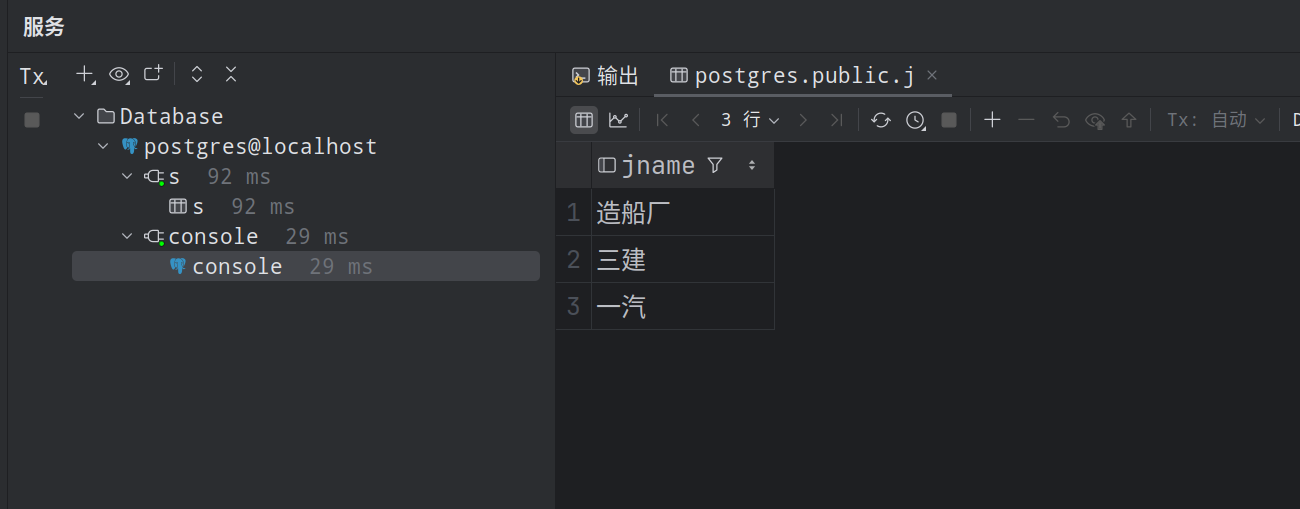 服务
Tx
Database
postgres@localhost
s 92 ms
s 92 ms
console 29 ms
console 29 ms
输出 postgres.public.j ×
3 行 Tx: 自动 D
jname
1 造船厂
2 三建
3 一汽